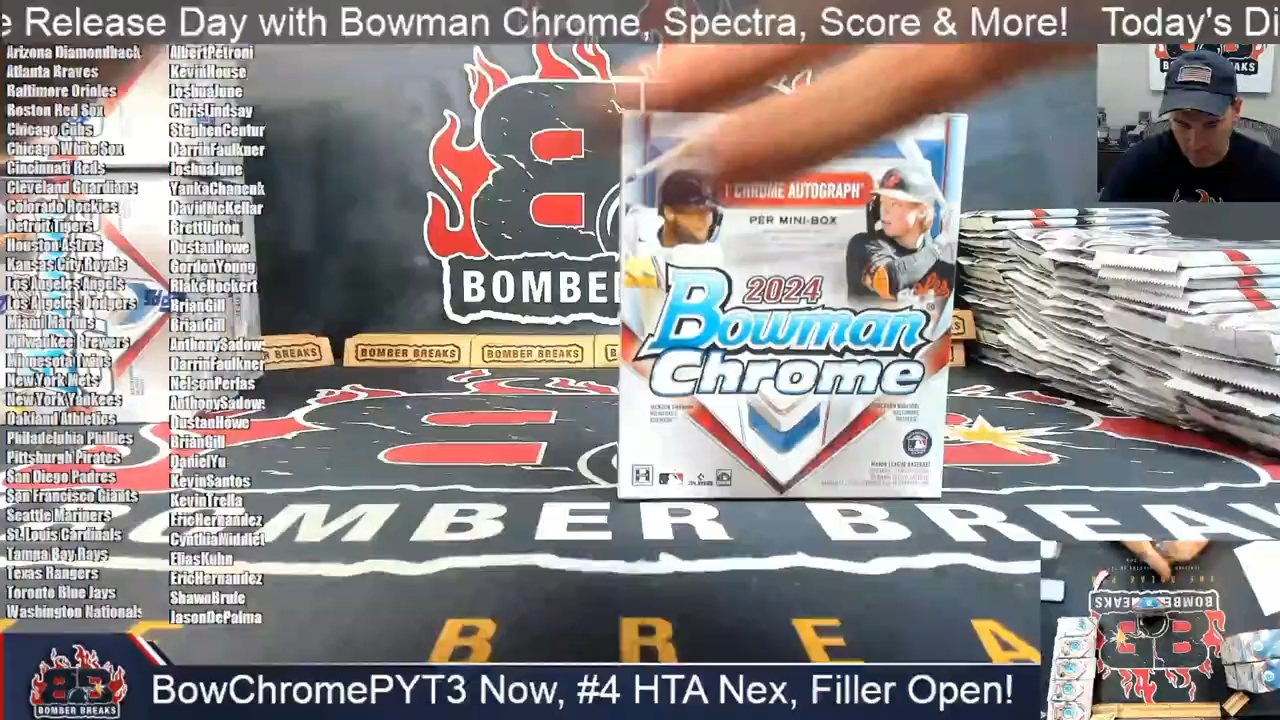 e Release Day with Bowman Chrome, Spectra, Score & More! Today's Di
Arizona Diamondback AlbertPetroni
Atlanta Braves KevinHouse
Baltimore Orioles JoshuaJune
Boston Red Sox ChrisLindsay
Chicago Cubs StephenCentur
Chicago White Sox DarrinFaulkner
Cincinnati Reds JoshuaJune
Cleveland Guardians YankaChanenk
Colorado Rockies DavidMcKellar
Detroit Tigers BrettUpton
Houston Astros DustanHowe
Kansas City Royals GordonYoung
Los Angeles Angels BlakeHockert
Los Angeles Dodgers BrianGill
Miami Marlins BrianGill
Milwaukee Brewers AnthonySadow
Minnesota Twins DarrinFaulkner
New York Mets NelsonPerlas
New York Yankees AnthonySadow
Oakland Athletics DustanHowe
Philadelphia Phillies BrianGill
Pittsburgh Pirates DanielYu
San Diego Padres KevinSantos
San Francisco Giants KevinTrella
Seattle Mariners EricHernandez
St. Louis Cardinals CynthiaMiddlet
Tampa Bay Rays EliasKuhn
Texas Rangers EricHernandez
Toronto Blue Jays ShawnBrule
Washington Nationals JasonDePalma
1 CHROME AUTOGRAPH*
PER MINI-BOX
2024
Bowman
Chrome
BOMBE
BOMBER BREAKS
BOMBER BREAKS
BOMBER BREAKS
BREA
BOMBER BREAKS
BowChromePYT3 Now, #4 HTA Nex, Filler Open!